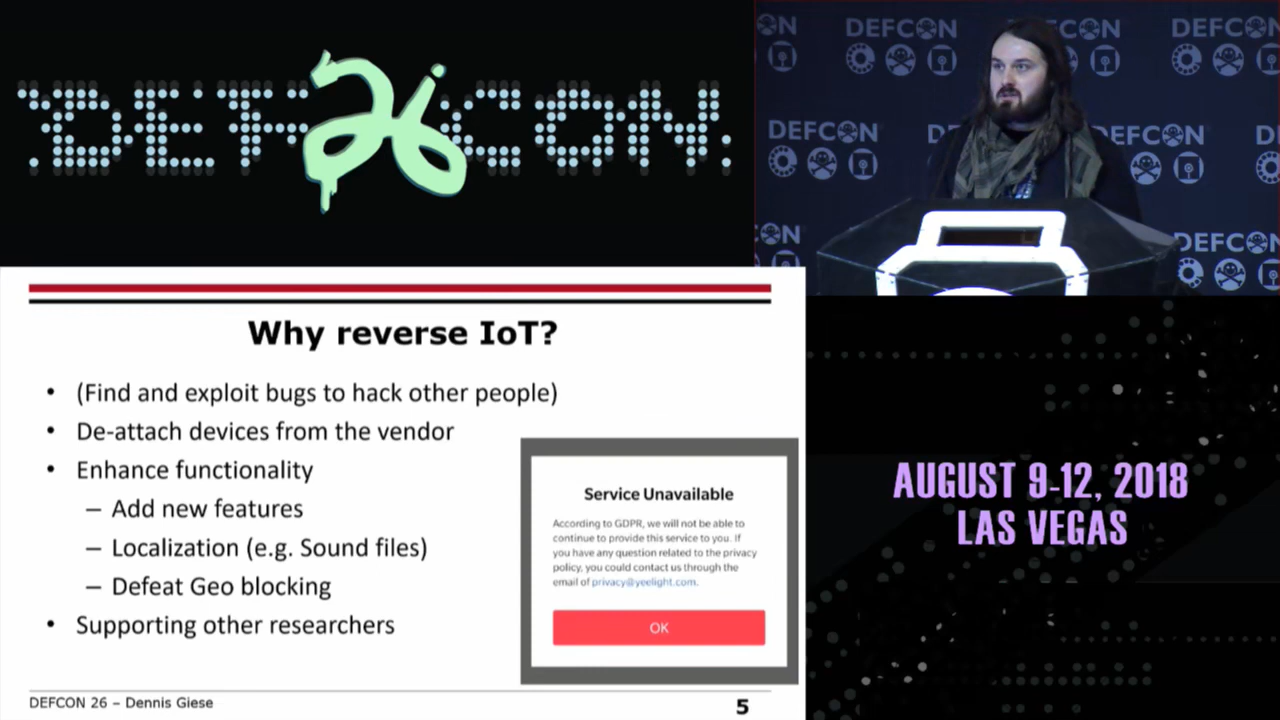 DEFCON 26
DEFCON
DEFCON
DEFCON
DEFCON
DEFCON
DEFCON
Why reverse IoT?
• (Find and exploit bugs to hack other people)
• De-attach devices from the vendor
• Enhance functionality
– Add new features
– Localization (e.g. Sound files)
– Defeat Geo blocking
• Supporting other researchers
Service Unavailable
According to GDPR, we will not be able to
continue to provide this service to you. If
you have any question related to the privacy
policy, you could contact us through the
email of privacy@yeelight.com.
OK
DEFCON 26 – Dennis Giese
5
AUGUST 9-12, 2018
LAS VEGAS